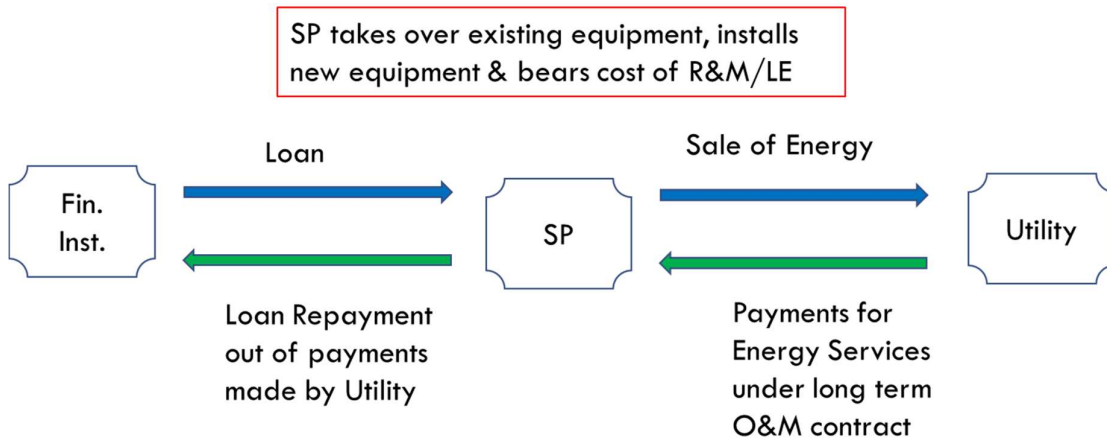 SP takes over existing equipment, installs
new equipment & bears cost of R&M/LE
Loan
Sale of Energy
Fin.
Inst.
SP
Utility
Loan Repayment
out of payments
made by Utility
Payments for
Energy Services
under long term
O&M contract